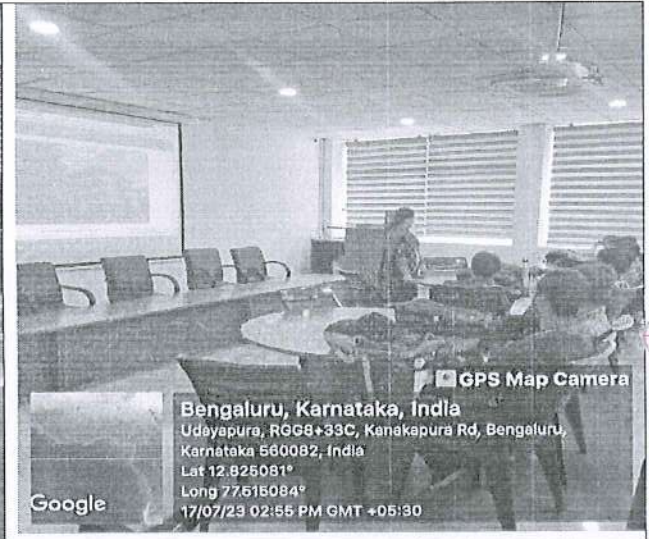 GPS Map Camera
Bengaluru, Karnataka, India
Udayapura, RGG8+33C, Kanakapura Rd, Bengaluru,
Karnataka 560082, India
Lat 12.825081°
Long 77.515084°
17/07/23 02:55 PM GMT +05:30
Google